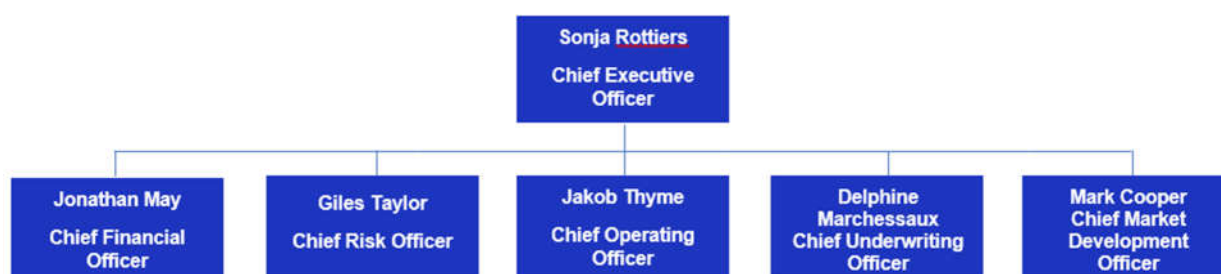 Sonja Rottiers
Chief Executive
Officer
Jonathan May
Chief Financial
Officer
Giles Taylor
Chief Risk Officer
Jakob Thyme
Chief Operating
Officer
Delphine
Marchessaux
Chief Underwriting
Officer
Mark Cooper
Chief Market
Development
Officer